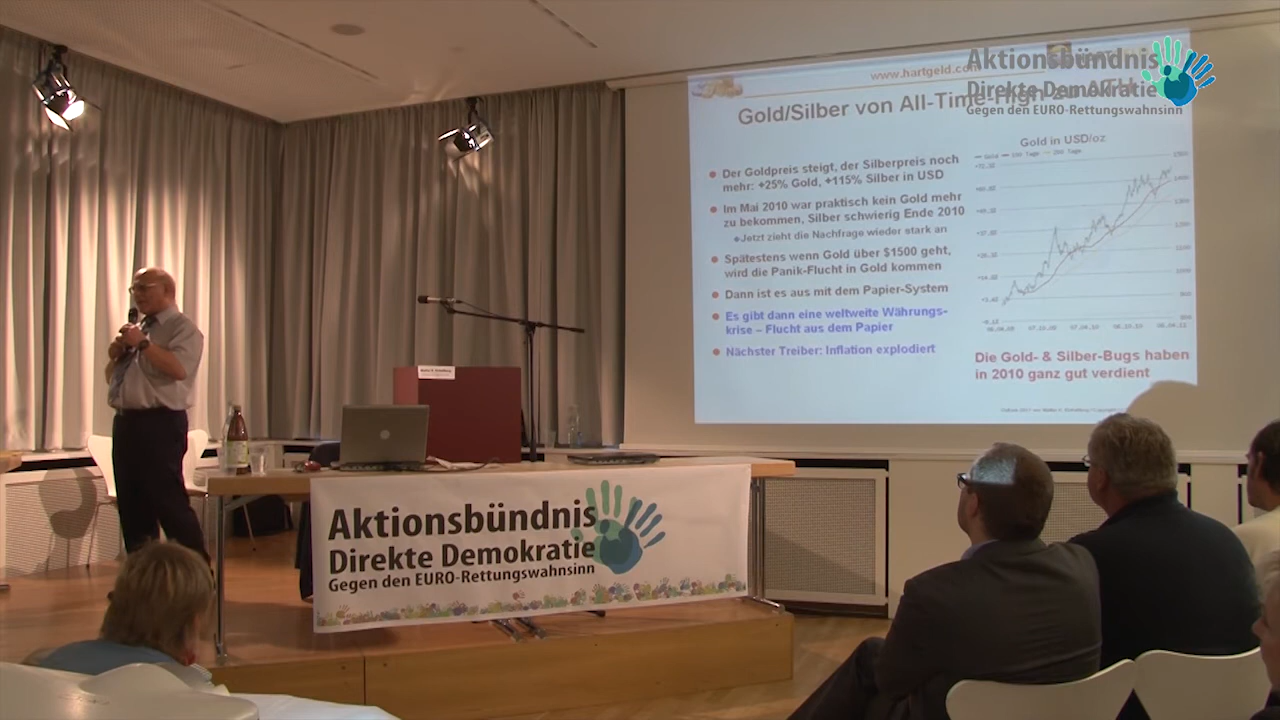 Aktionsbündnis
Direkte Demokratie
Gegen den EURO-Rettungswahnsinn
www.hartgeld.com
Gold/Silber von All-Time-High
Der Goldpreis steigt, der Silberpreis noch
mehr: +25% Gold, +115% Silber in USD
Im Mai 2010 war praktisch kein Gold mehr
zu bekommen, Silber schwierig Ende 2010
Jetzt zieht die Nachfrage wieder stark an
Spätestens wenn Gold über $1500 geht,
wird die Panik-Flucht in Gold kommen
Dann ist es aus mit dem Papier-System
Es gibt dann eine weltweite Währungs-
krise – Flucht aus dem Papier
Nächster Treiber: Inflation explodiert
Gold in USD/oz
Die Gold- & Silber-Bugs haben
in 2010 ganz gut verdient
Aktionsbündnis
Direkte Demokratie
Gegen den EURO-Rettungswahnsinn